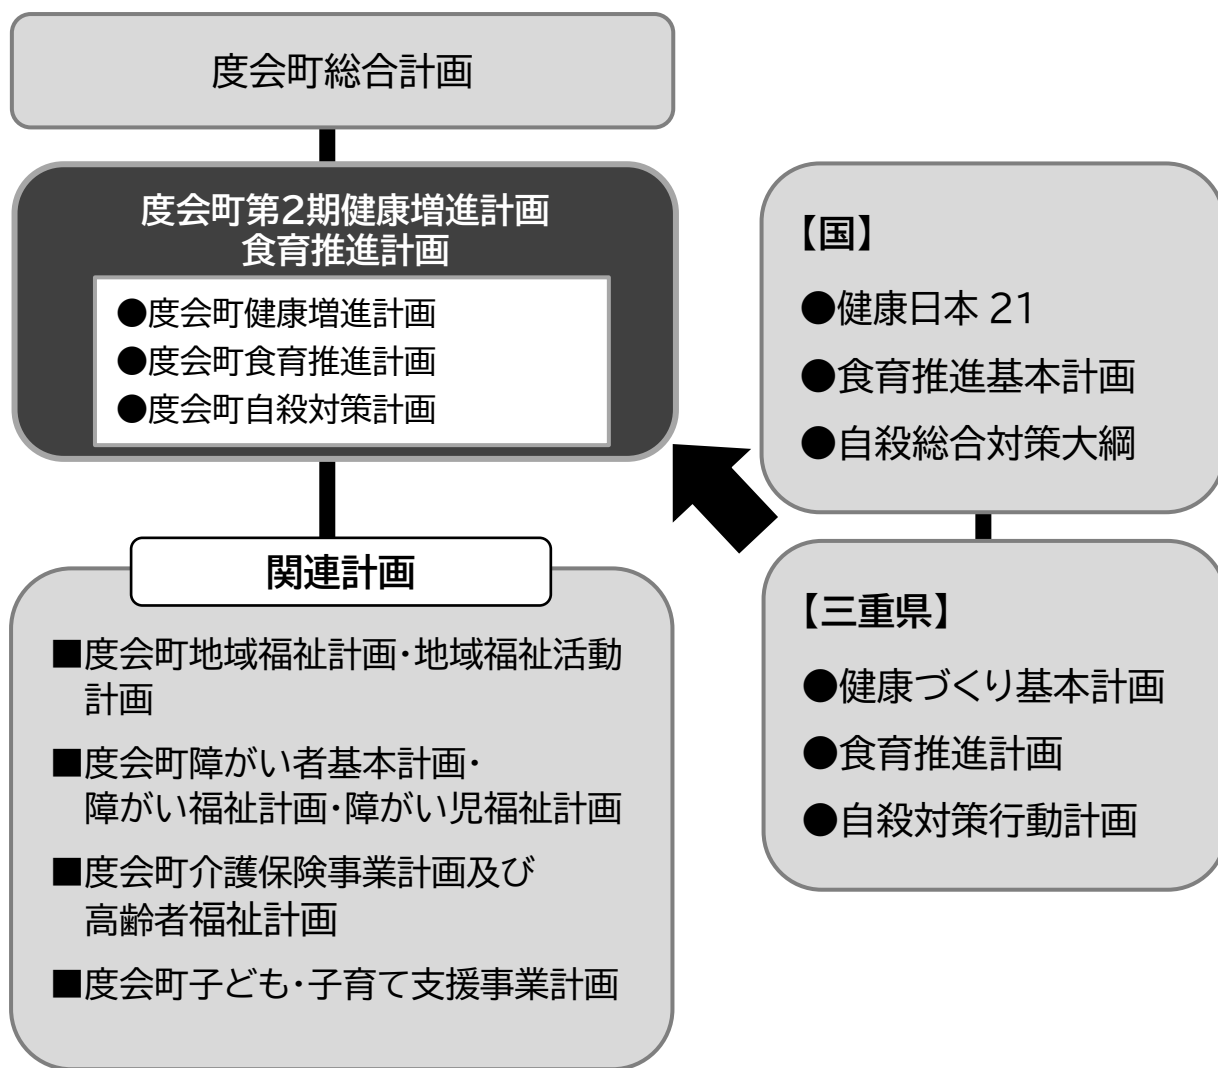 度会町総合計画
度会町第2期健康増進計画
食育推進計画
●度会町健康増進計画
●度会町食育推進計画
●度会町自殺対策計画
関連計画
■度会町地域福祉計画・地域福祉活動
計画
■度会町障がい者基本計画・
障がい福祉計画・障がい児福祉計画
■度会町介護保険事業計画及び
高齢者福祉計画
■度会町子ども・子育て支援事業計画
【国】
●健康日本 21
●食育推進基本計画
●自殺総合対策大綱
【三重県】
●健康づくり基本計画
●食育推進計画
●自殺対策行動計画